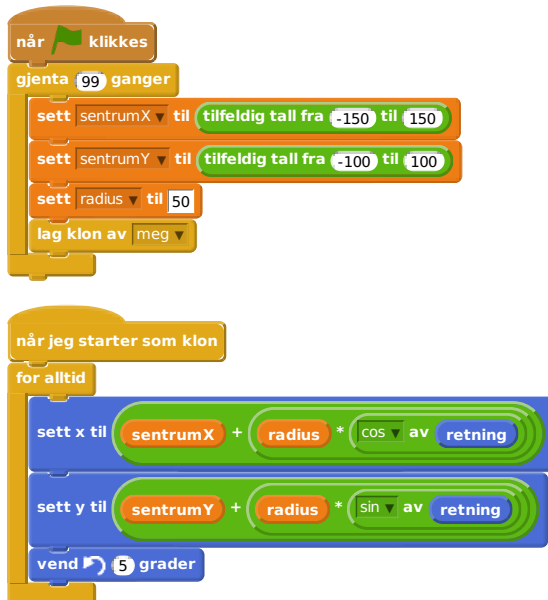 når klikkes
gjenta 99 ganger
sett sentrumX til tilfeldig tall fra -150 til 150
sett sentrumY til tilfeldig tall fra -100 til 100
sett radius til 50
lag klon av meg
når jeg starter som klon
for alltid
sett x til sentrumX + radius * cos av retning
sett y til sentrumY + radius * sin av retning
vend 5 grader